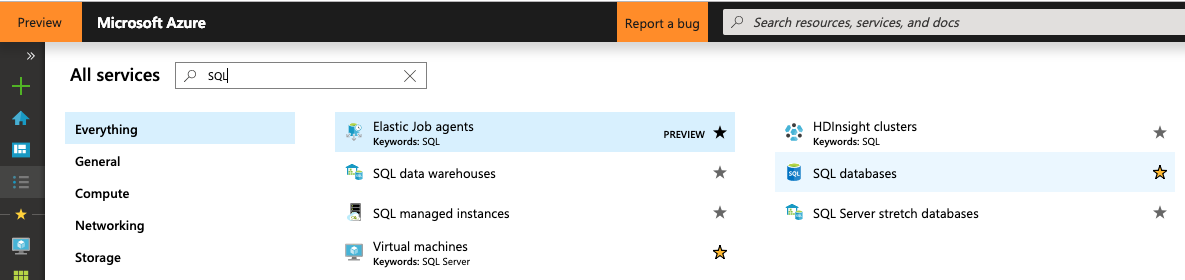 Preview
Microsoft Azure
Report a bug
Search resources, services, and docs
All services
SQL
Everything
General
Compute
Networking
Storage
Elastic Job agents
Keywords: SQL
PREVIEW
SQL data warehouses
SQL managed instances
Virtual machines
Keywords: SQL Server
HDInsight clusters
Keywords: SQL
SQL databases
SQL
SQL Server stretch databases